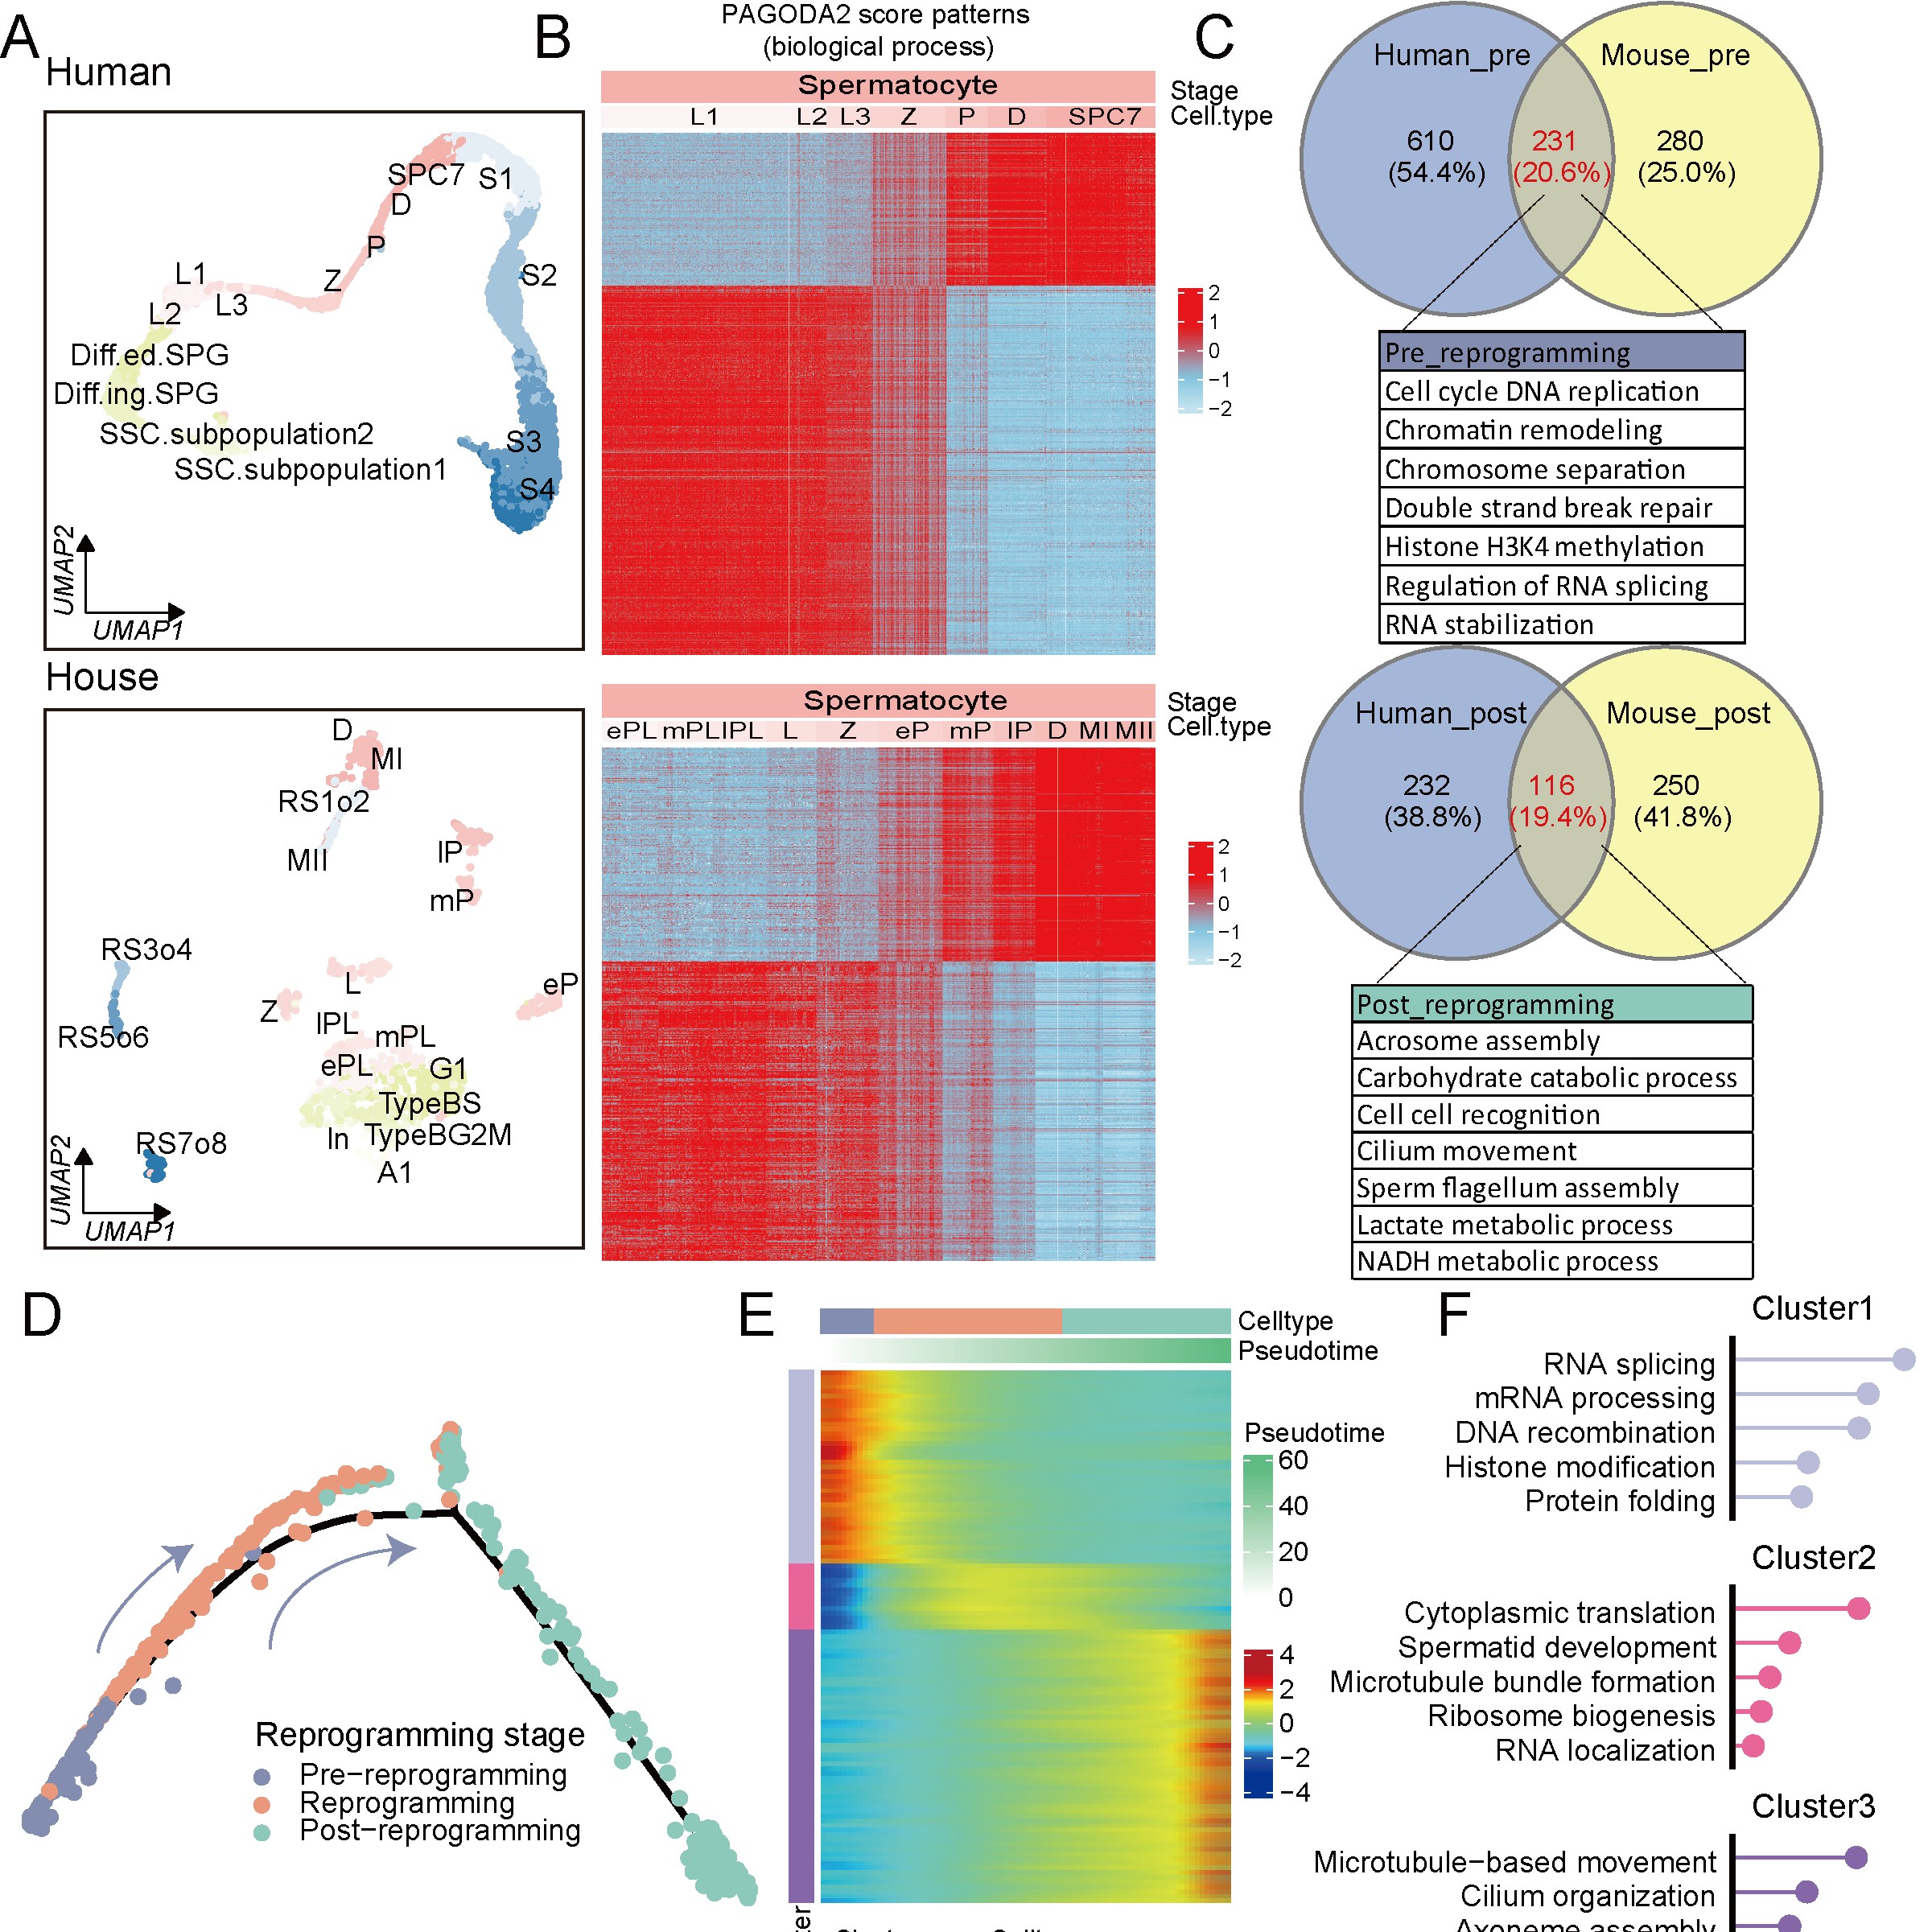 A
Human
SPC7
S1
D
P
S2
L1
Z
L3
L2
Diff.ed.SPG
Diff.ing.SPG
SSC.subpopulation2
SSC.subpopulation1
S3
S4
UMAP2
UMAP1
House
D
MI
RS1o2
MII
lP
mP
RS3o4
L
eP
Z
RS5o6
lPL
mPL
ePL
G1
TypeBS
In
TypeBG2M
RS7o8
A1
UMAP2
UMAP1
B
PAGODA2 score patterns
(biological process)
Spermatocyte
Stage
L1 L2 L3 Z P D SPC7
Cell.type
2
1
0
−1
−2
Spermatocyte
Stage
ePL mPL lPL L Z eP mP lP D MI MII
Cell.type
2
1
0
−1
−2
C
Human_pre
Mouse_pre
610
(54.4%)
231
(20.6%)
280
(25.0%)
Pre_reprogramming
Cell cycle DNA replication
Chromatin remodeling
Chromosome separation
Double strand break repair
Histone H3K4 methylation
Regulation of RNA splicing
RNA stabilization
Human_post
Mouse_post
232
(38.8%)
116
(19.4%)
250
(41.8%)
Post_reprogramming
Acrosome assembly
Carbohydrate catabolic process
Cell cell recognition
Cilium movement
Sperm flagellum assembly
Lactate metabolic process
NADH metabolic process
D
Reprogramming stage
Pre−reprogramming
Reprogramming
Post−reprogramming
E
Celltype
Pseudotime
Pseudotime
60
40
20
0
4
2
0
−2
−4
F
Cluster1
RNA splicing
mRNA processing
DNA recombination
Histone modification
Protein folding
Cluster2
Cytoplasmic translation
Spermatid development
Microtubule bundle formation
Ribosome biogenesis
RNA localization
Cluster3
Microtubule−based movement
Cilium organization
Axoneme assembly